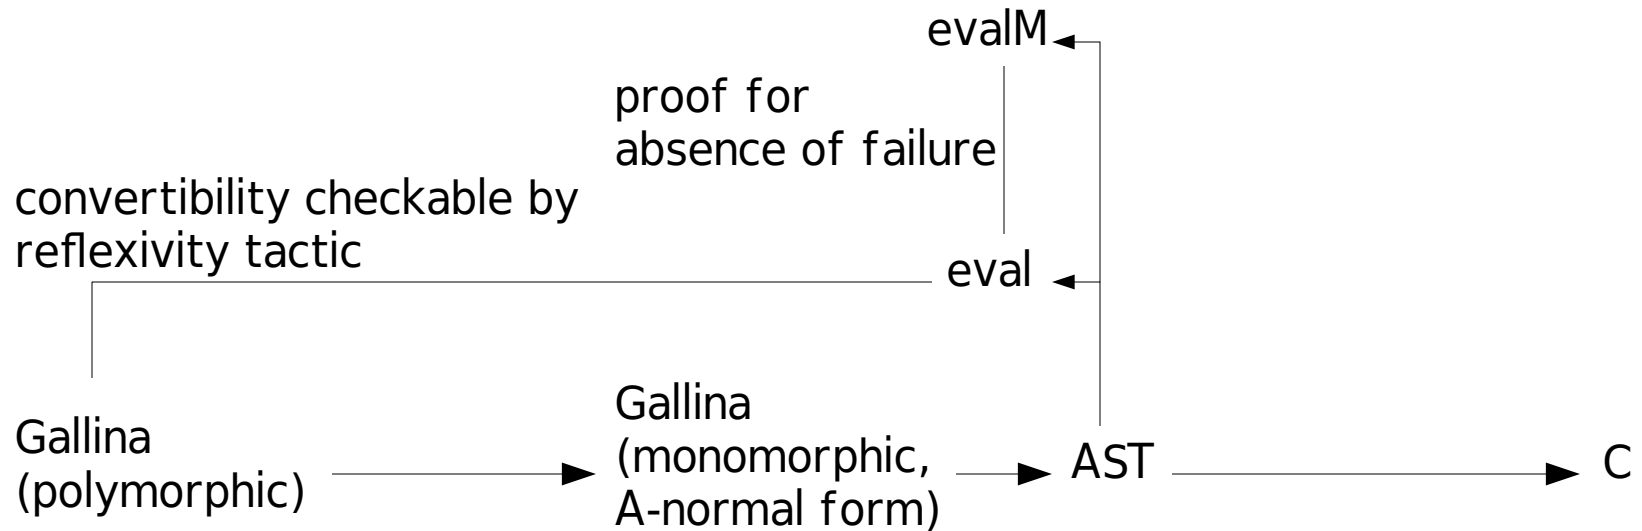 evalM
proof for
absence of failure
convertibility checkable by
reflexivity tactic
eval
Gallina
(polymorphic)
Gallina
(monomorphic,
A-normal form)
AST
C